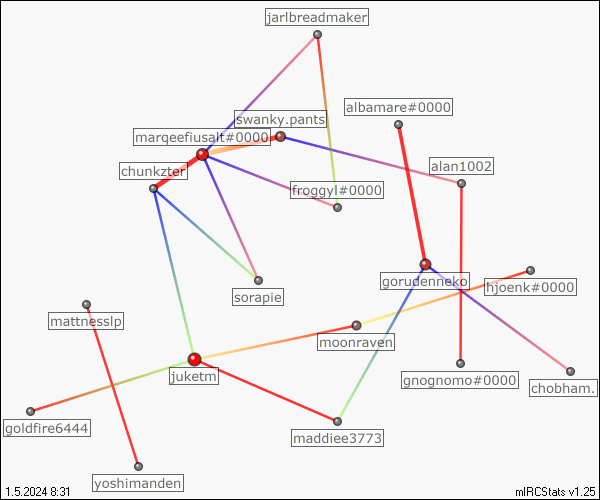 jarlbreadmaker
albamare#0000
swanky.pants
marqeefiusalt#0000
alan1002
chunkzter
froggyl#0000
gorudenneko
hjoenk#0000
sorapie
mattnesslp
moonraven
juketm
gnognomo#0000
chobham.
goldfire6444
maddiee3773
yoshimanden
1.5.2024 8:31
mIRCStats v1.25